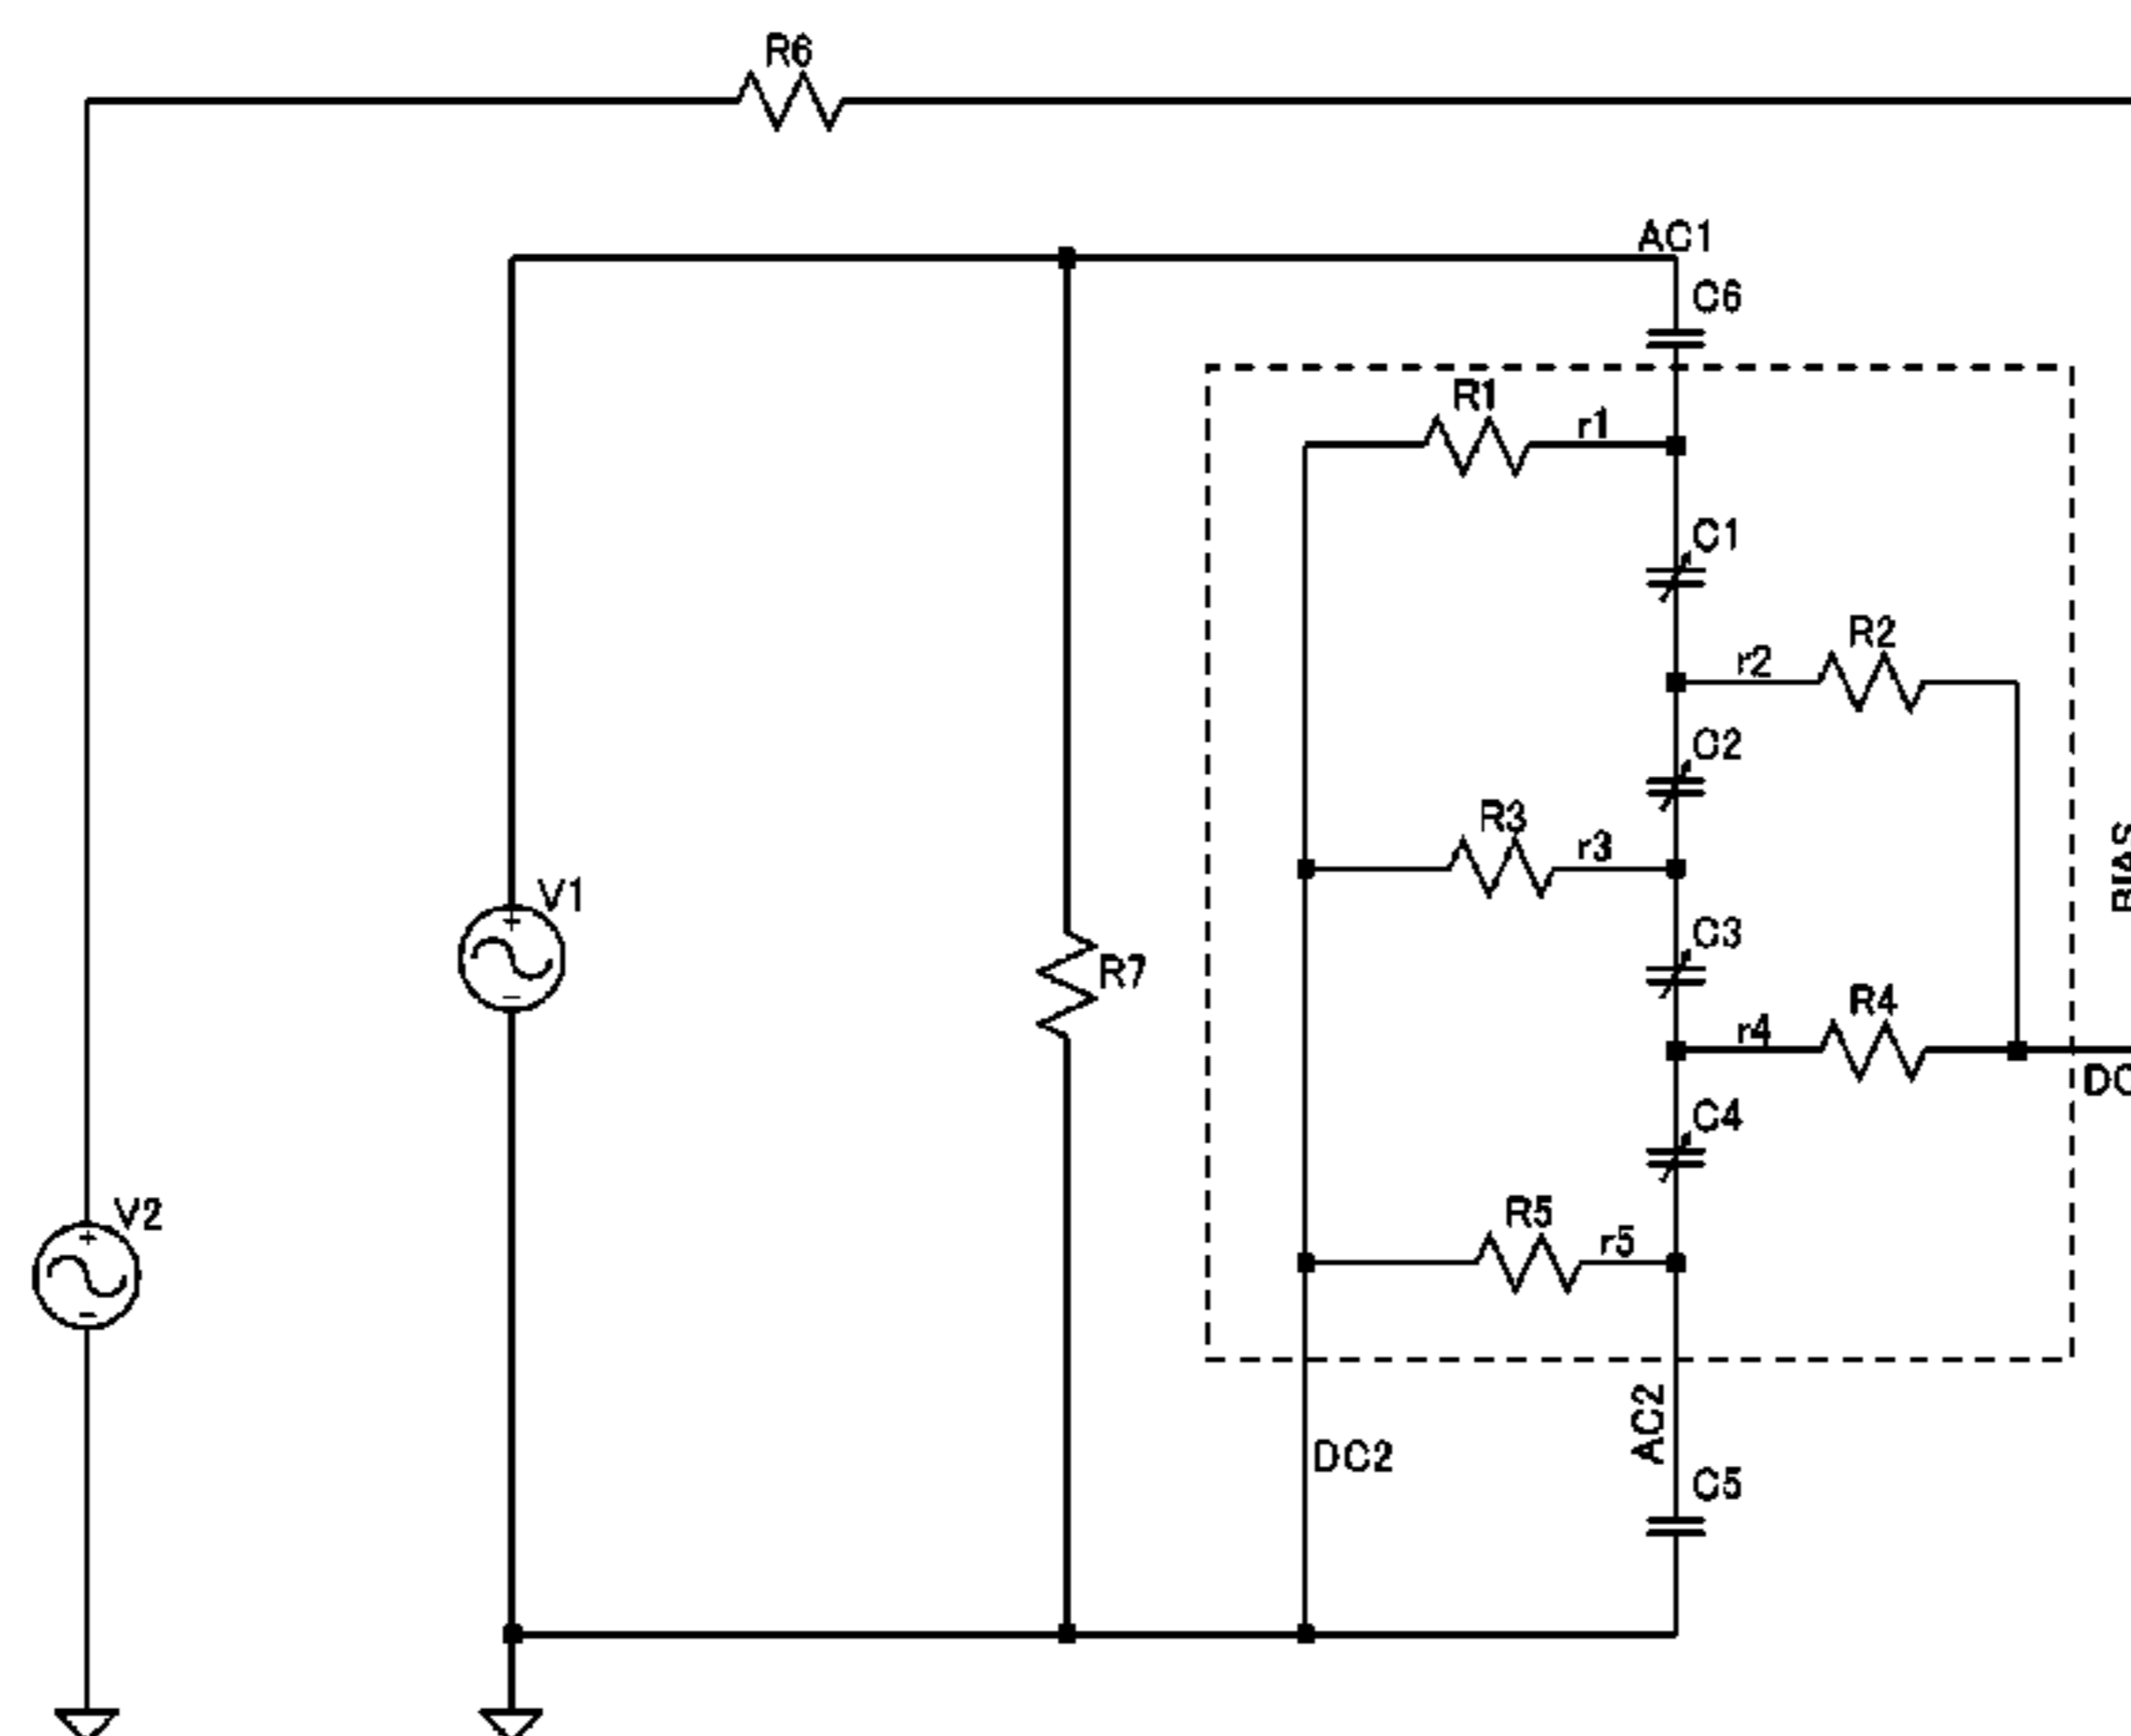 R6
AC1
C6
R1
r1
C1
R2
r2
C2
R3
r3
V1
+
−
C3
R7
R4
r4
C4
V2
+
−
R5
r5
AC2
DC2
C5